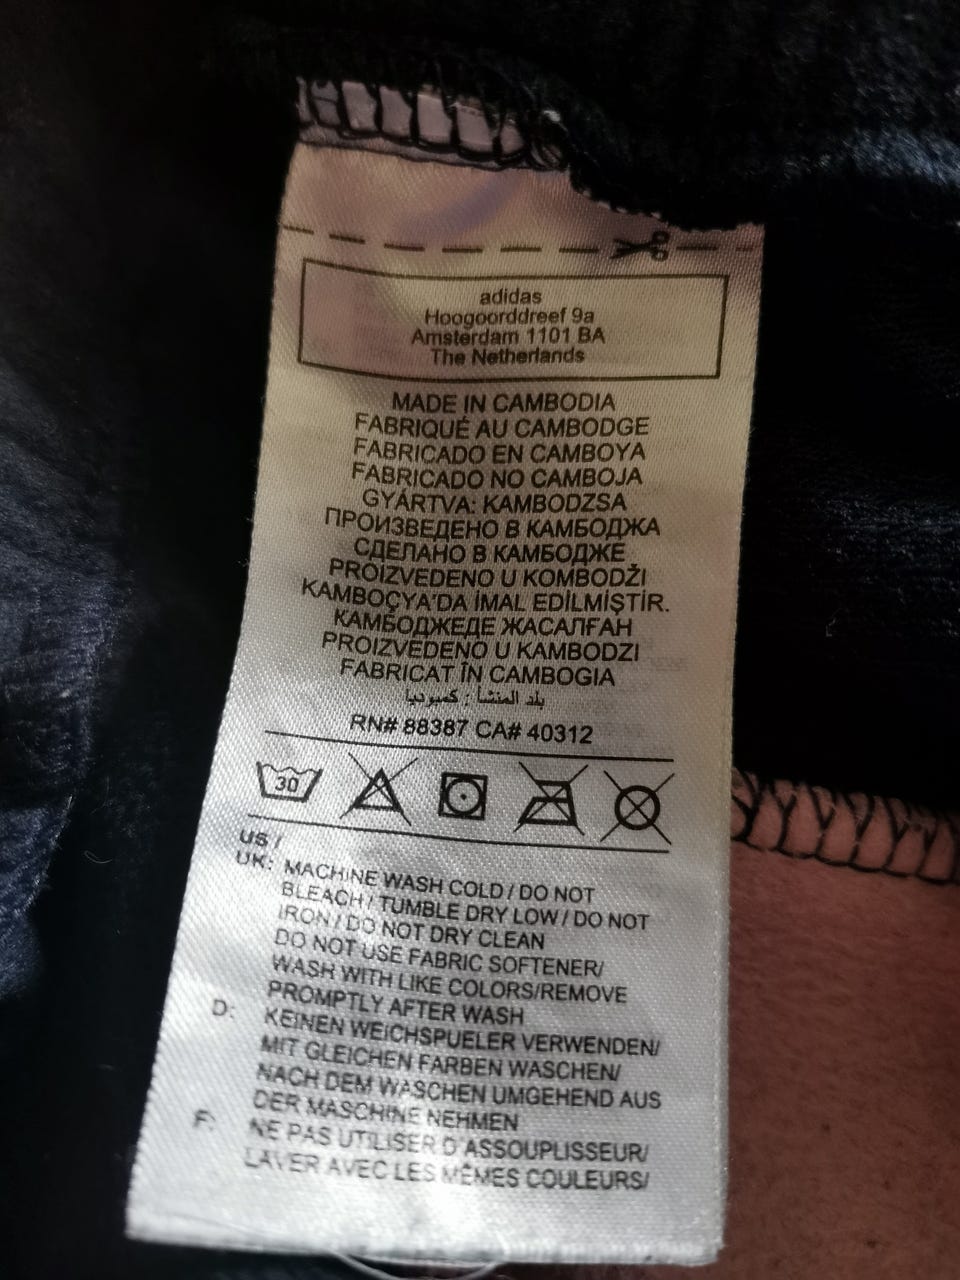 adidas
Hoogoorddreef 9a
Amsterdam 1101 BA
The Netherlands
MADE IN CAMBODIA
FABRIQUÉ AU CAMBODGE
FABRICADO EN CAMBOYA
FABRICADO NO CAMBOJA
GYÁRTVA: KAMBODZSA
ПРОИЗВЕДЕНО В КАМБОДЖА
СДЕЛАНО В КАМБОДЖЕ
PROIZVEDENO U KOMBODŽI
KAMBOÇYA'DA İMAL EDİLMİŞTİR.
КАМБОДЖЕДЕ ЖАСАЛҒАН
PROIZVEDENO U KAMBODZI
FABRICAT ÎN CAMBOGIA
بلد المنشأ : كمبوديا
RN# 88387 CA# 40312
30
US /
UK: MACHINE WASH COLD / DO NOT
BLEACH / TUMBLE DRY LOW / DO NOT
IRON / DO NOT DRY CLEAN
DO NOT USE FABRIC SOFTENER/
WASH WITH LIKE COLORS/REMOVE
PROMPTLY AFTER WASH
D: KEINEN WEICHSPUELER VERWENDEN/
MIT GLEICHEN FARBEN WASCHEN/
NACH DEM WASCHEN UMGEHEND AUS
DER MASCHINE NEHMEN
F: NE PAS UTILISER D'ASSOUPLISSEUR/
LAVER AVEC LES MÊMES COULEURS/